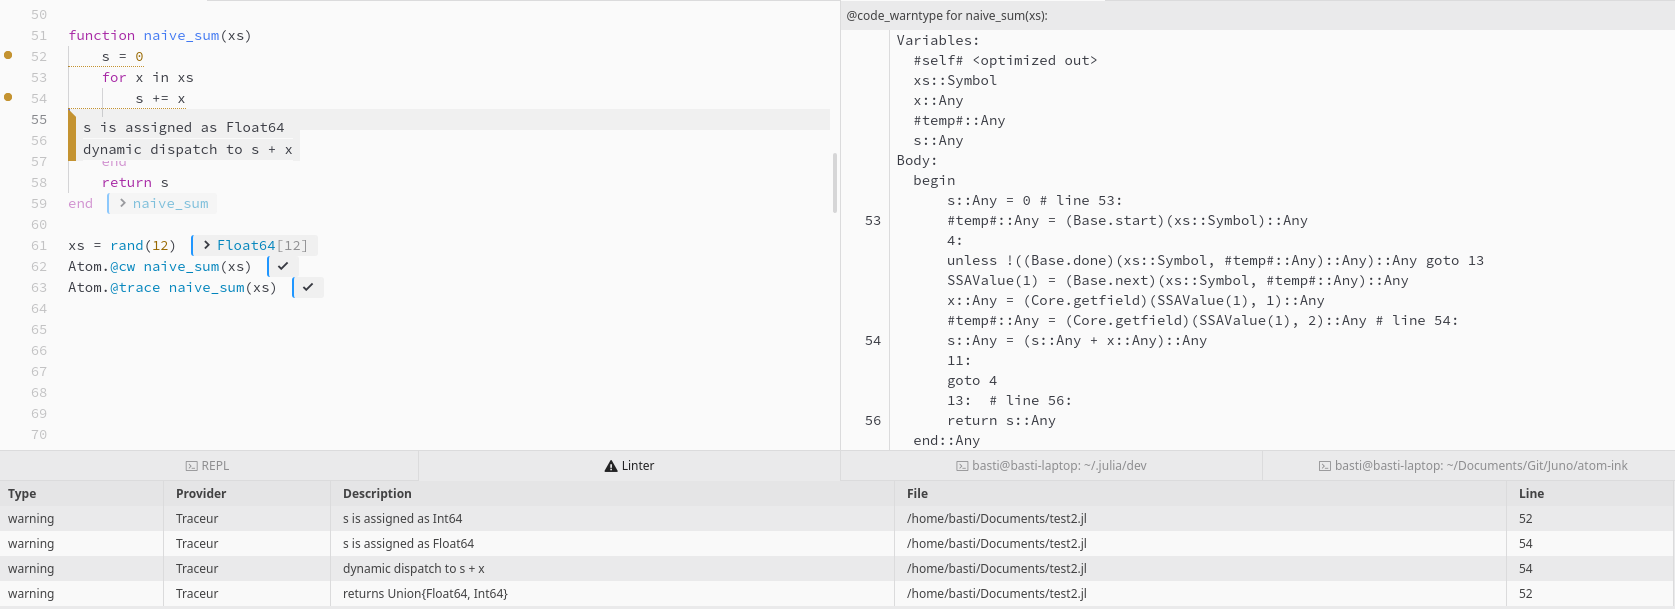 50
51 function naive_sum(xs)
52 s = 0
53 for x in xs
54 s += x
55
s is assigned as Float64
56
dynamic dispatch to s + x
57 end
58 return s
59 end > naive_sum
60
61 xs = rand(12) > Float64[12]
62 Atom.@cw naive_sum(xs) ✓
63 Atom.@trace naive_sum(xs) ✓
64
65
66
67
68
69
70
@code_warntype for naive_sum(xs):
Variables:
#self# <optimized out>
xs::Symbol
x::Any
#temp#::Any
s::Any
Body:
begin
s::Any = 0 # line 53:
53 #temp#::Any = (Base.start)(xs::Symbol)::Any
4:
unless !((Base.done)(xs::Symbol, #temp#::Any)::Any)::Any goto 13
SSAValue(1) = (Base.next)(xs::Symbol, #temp#::Any)::Any
x::Any = (Core.getfield)(SSAValue(1), 1)::Any
#temp#::Any = (Core.getfield)(SSAValue(1), 2)::Any # line 54:
54 s::Any = (s::Any + x::Any)::Any
11:
goto 4
13: # line 56:
56 return s::Any
end::Any
REPL Linter basti@basti-laptop: ~/.julia/dev basti@basti-laptop: ~/Documents/Git/Juno/atom-ink
Type Provider Description File Line
warning Traceur s is assigned as Int64 /home/basti/Documents/test2.jl 52
warning Traceur s is assigned as Float64 /home/basti/Documents/test2.jl 54
warning Traceur dynamic dispatch to s + x /home/basti/Documents/test2.jl 54
warning Traceur returns Union{Float64, Int64} /home/basti/Documents/test2.jl 52